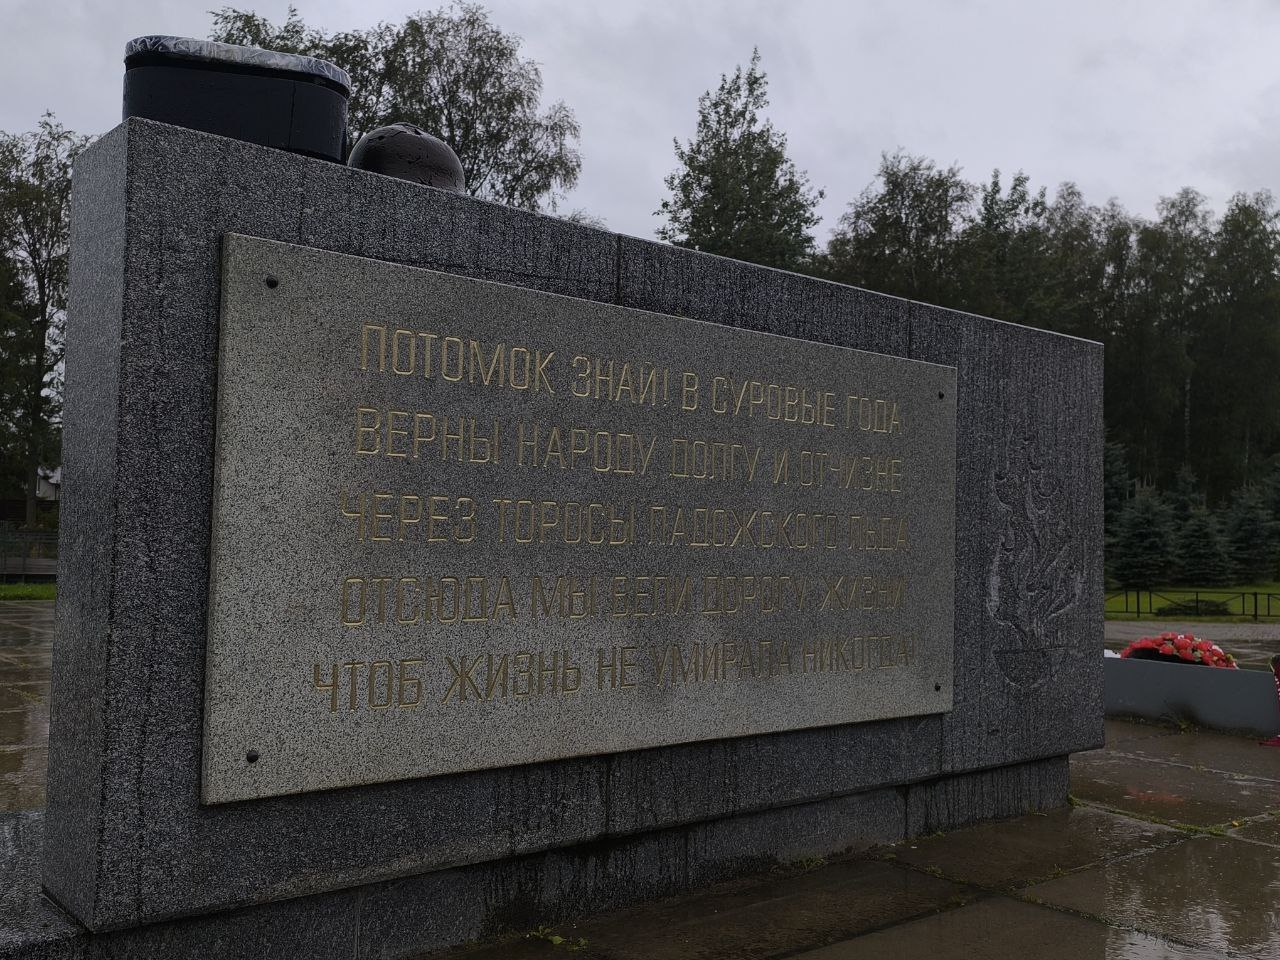 ПОТОМОК ЗНАЙ! В СУРОВЫЕ ГОДА
ВЕРНЫ НАРОДУ ДОЛГУ И ОТЧИЗНЕ
ЧЕРЕЗ ТОРОСЫ ЛАДОЖСКОГО ЛЬДА
ОТСЮДА МЫ ВЕЛИ ДОРОГУ ЖИЗНИ
ЧТОБ ЖИЗНЬ НЕ УМИРАЛА НИКОГДА!